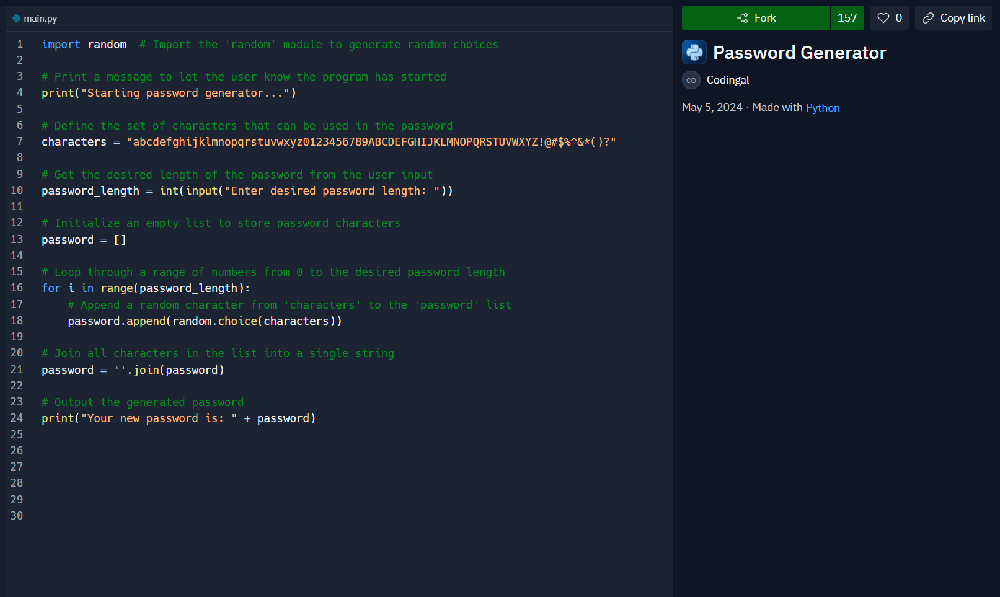 main.py
1 import random  # Import the 'random' module to generate random choices
2
3 # Print a message to let the user know the program has started
4 print("Starting password generator...")
5
6 # Define the set of characters that can be used in the password
7 characters = "abcdefghijklmnopqrstuvwxyz0123456789ABCDEFGHIJKLMNOPQRSTUVWXYZ!@#$%^&*()?"
8
9 # Get the desired length of the password from the user input
10 password_length = int(input("Enter desired password length: "))
11
12 # Initialize an empty list to store password characters
13 password = []
14
15 # Loop through a range of numbers from 0 to the desired password length
16 for i in range(password_length):
17     # Append a random character from 'characters' to the 'password' list
18     password.append(random.choice(characters))
19
20 # Join all characters in the list into a single string
21 password = ''.join(password)
22
23 # Output the generated password
24 print("Your new password is: " + password)
25
26
27
28
29
30
Fork 157 0 Copy link
Password Generator
CO Codingal
May 5, 2024 · Made with Python